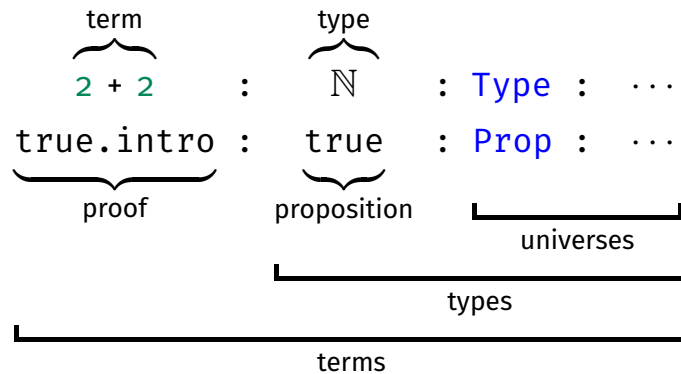 term type
2 + 2 : ℕ : Type : ···
true.intro : true : Prop : ···
proof proposition
universes
types
terms